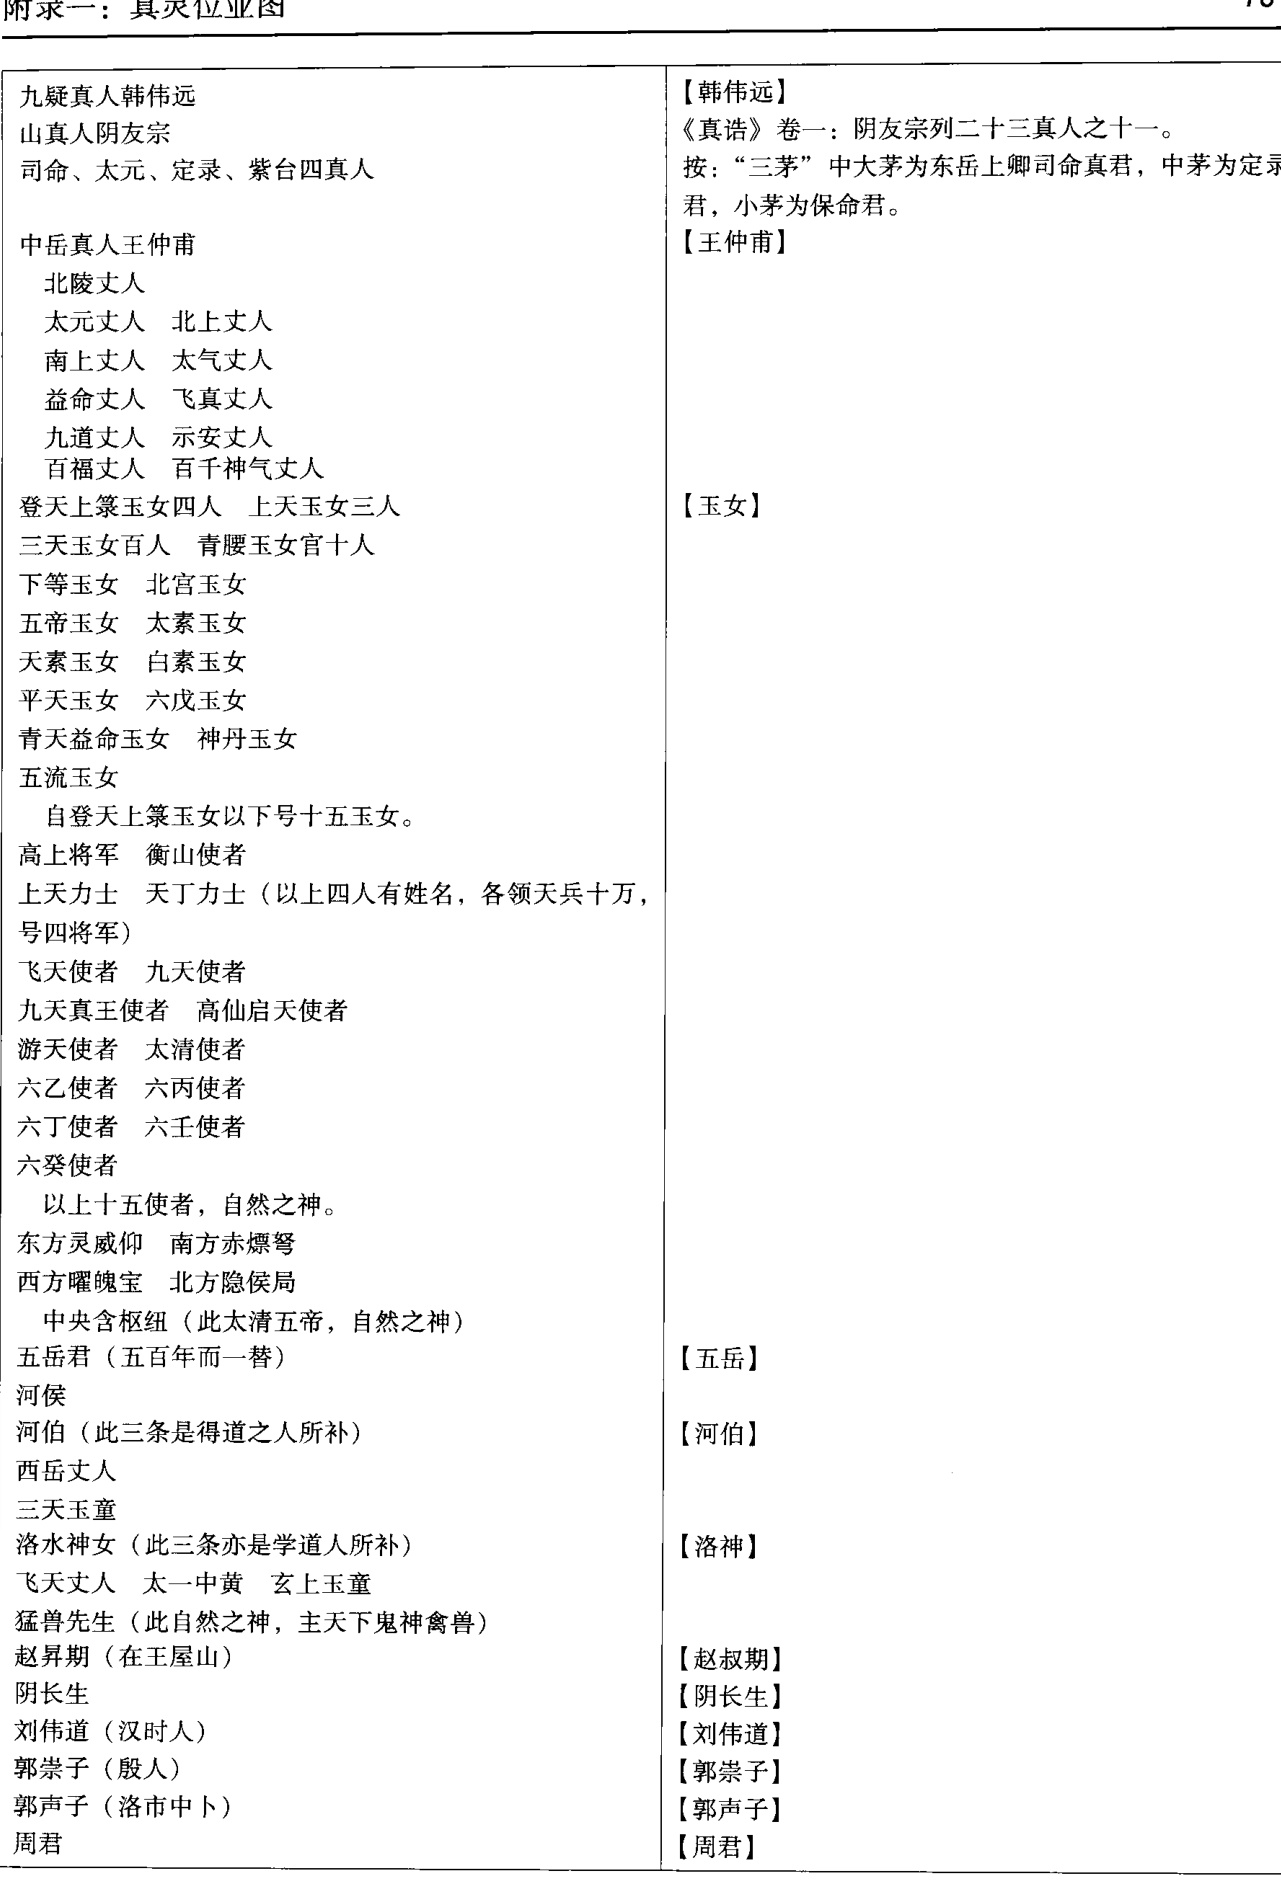 附录一：真灵位业图
九疑真人韩伟远
山真人阴友宗
司命、太元、定录、紫台四真人
中岳真人王仲甫
北陵丈人
太元丈人　北上丈人
南上丈人　太气丈人
益命丈人　飞真丈人
九道丈人　示安丈人
百福丈人　百千神气丈人
登天上箓玉女四人　上天玉女三人
三天玉女百人　青腰玉女官十人
下等玉女　北宫玉女
五帝玉女　太素玉女
天素玉女　白素玉女
平天玉女　六戊玉女
青天益命玉女　神丹玉女
五流玉女
自登天上箓玉女以下号十五玉女。
高上将军　衡山使者
上天力士　天丁力士（以上四人有姓名，各领天兵十万，
号四将军）
飞天使者　九天使者
九天真王使者　高仙启天使者
游天使者　太清使者
六乙使者　六丙使者
六丁使者　六壬使者
六癸使者
以上十五使者，自然之神。
东方灵威仰　南方赤熛弩
西方曜魄宝　北方隐侯局
中央含枢纽（此太清五帝，自然之神）
五岳君（五百年而一替）
河侯
河伯（此三条是得道之人所补）
西岳丈人
三天玉童
洛水神女（此三条亦是学道人所补）
飞天丈人　太一中黄　玄上玉童
猛兽先生（此自然之神，主天下鬼神禽兽）
赵昇期（在王屋山）
阴长生
刘伟道（汉时人）
郭崇子（殷人）
郭声子（洛市中卜）
周君
【韩伟远】
《真诰》卷一：阴友宗列二十三真人之十一。
按：“三茅”中大茅为东岳上卿司命真君，中茅为定录
君，小茅为保命君。
【王仲甫】
【玉女】
【五岳】
【河伯】
【洛神】
【赵叔期】
【阴长生】
【刘伟道】
【郭崇子】
【郭声子】
【周君】